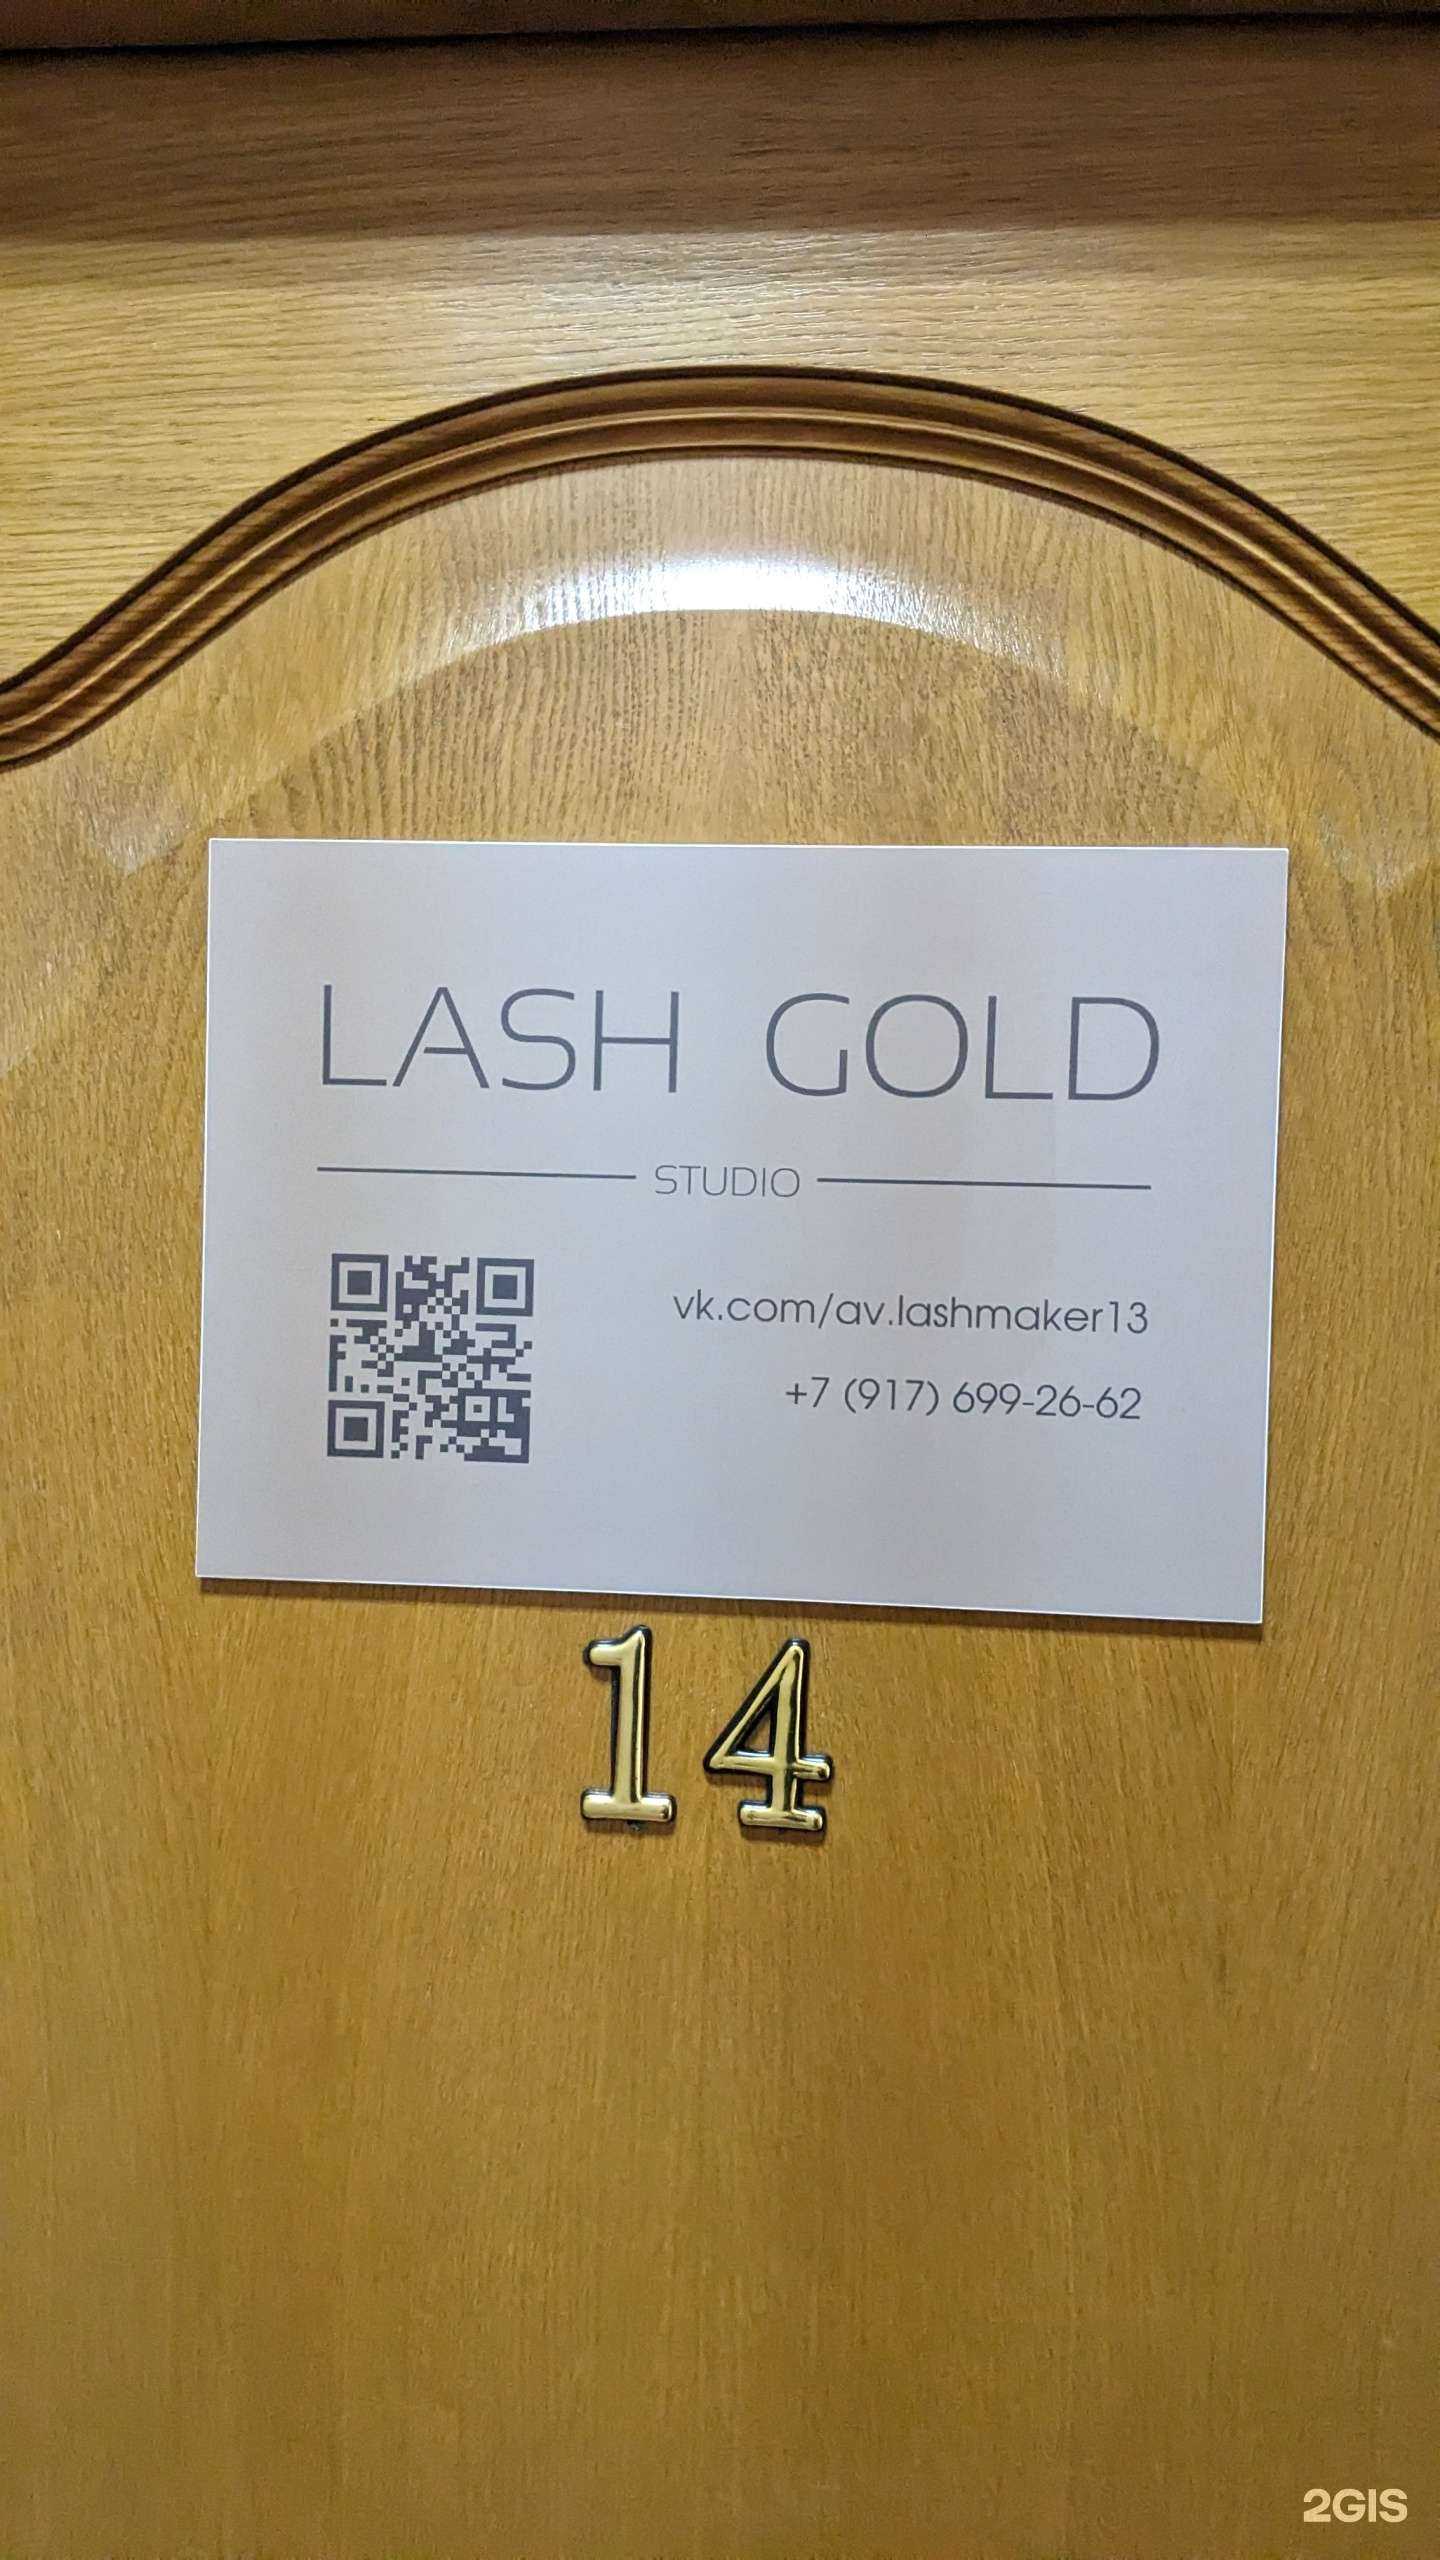 LASH GOLD
STUDIO
vk.com/av.lashmaker13
+7 (917) 699-26-62
14
2GIS